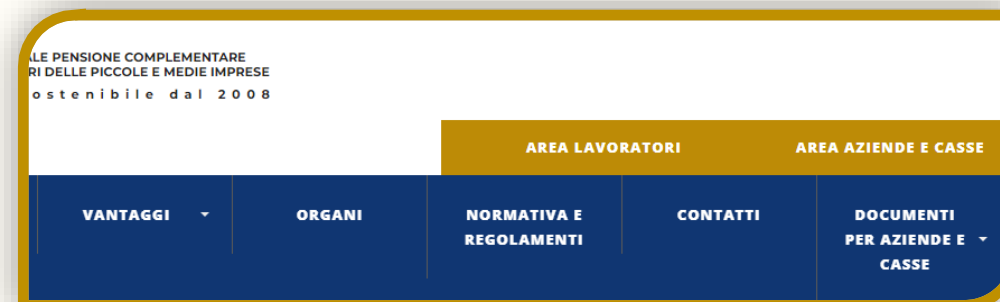 ALE PENSIONE COMPLEMENTARE
RI DELLE PICCOLE E MEDIE IMPRESE
ostenibile dal 2008
AREA LAVORATORI AREA AZIENDE E CASSE
VANTAGGI
ORGANI
NORMATIVA E
REGOLAMENTI
CONTATTI
DOCUMENTI
PER AZIENDE E
CASSE